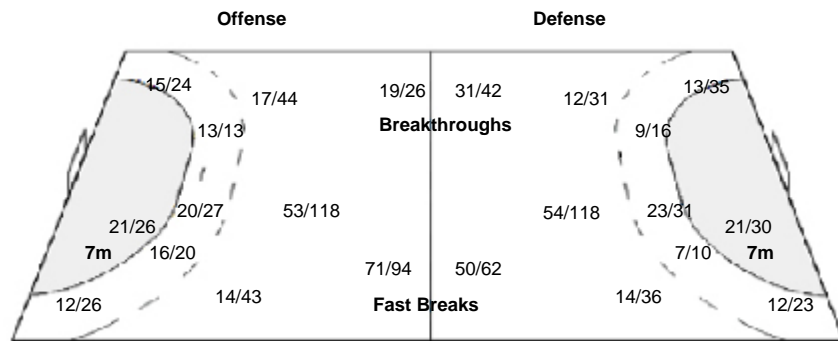 Offense Defense
15/24 19/26 31/42 13/35
17/44 12/31
13/13 Breakthroughs 9/16
21/26 20/27 53/118 54/118 23/31 21/30
7m 16/20 7/10 7m
71/94 50/62
12/26 14/43 Fast Breaks 14/36 12/23